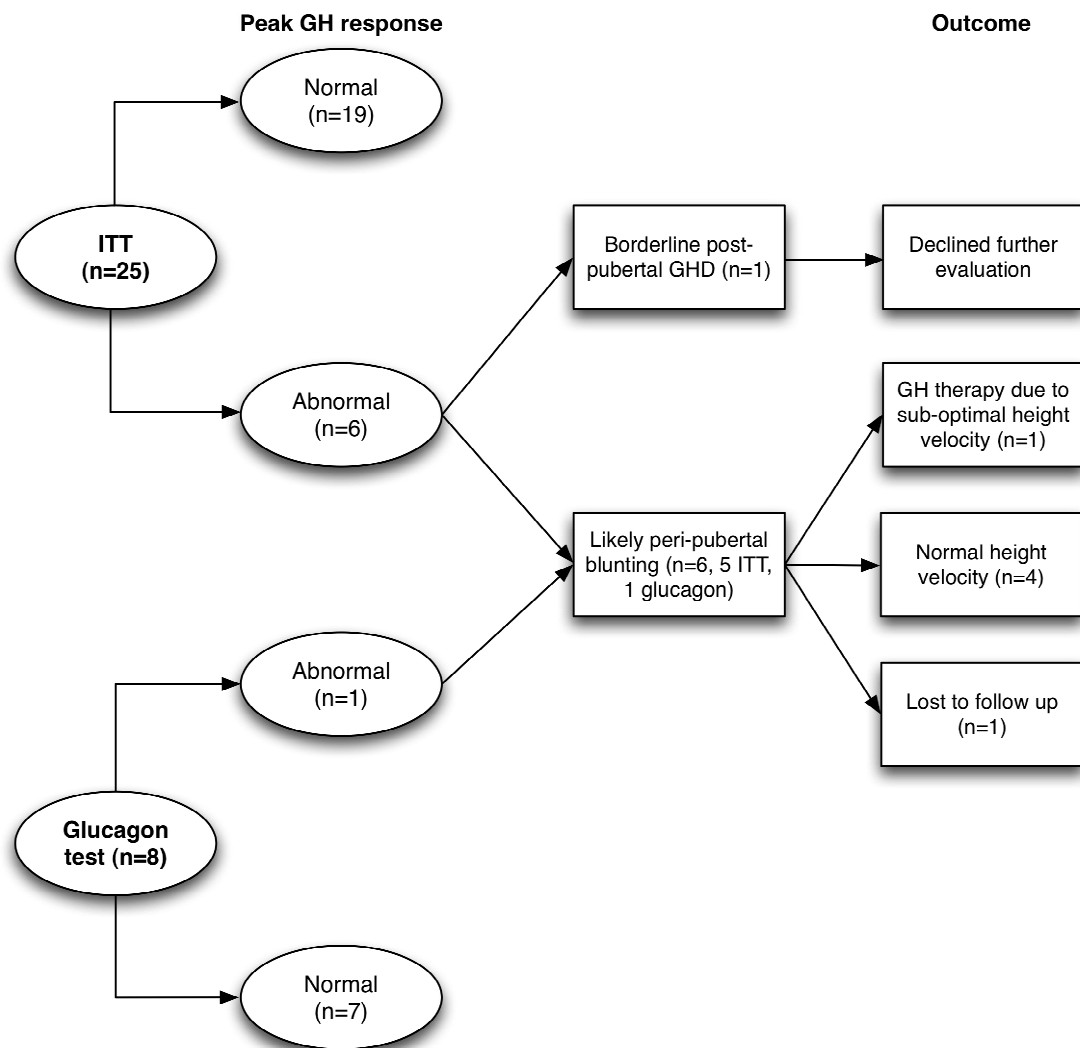 Peak GH response
Outcome
Normal
(n=19)
ITT
(n=25)
Borderline post-
pubertal GHD (n=1)
Declined further
evaluation
Abnormal
(n=6)
GH therapy due to
sub-optimal height
velocity (n=1)
Likely peri-pubertal
blunting (n=6, 5 ITT,
1 glucagon)
Normal height
velocity (n=4)
Abnormal
(n=1)
Lost to follow up
(n=1)
Glucagon
test (n=8)
Normal
(n=7)